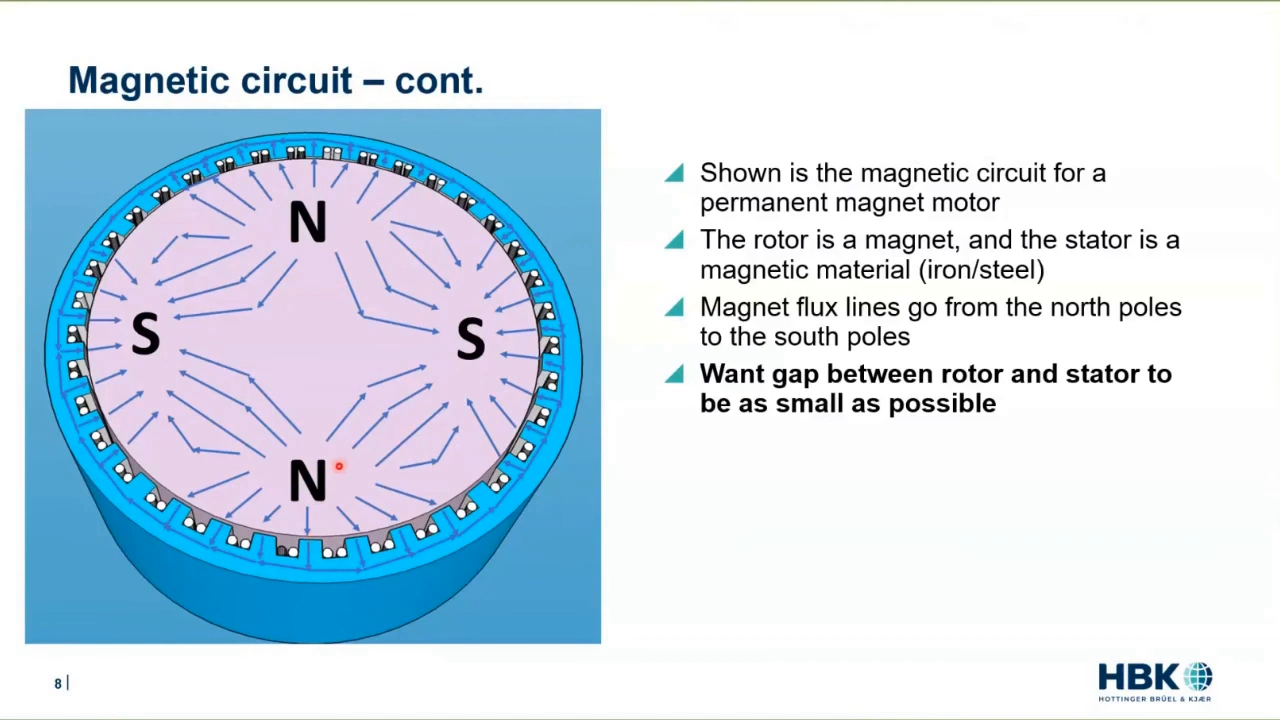 Magnetic circuit – cont.
N
S
S
N
Shown is the magnetic circuit for a
permanent magnet motor
The rotor is a magnet, and the stator is a
magnetic material (iron/steel)
Magnet flux lines go from the north poles
to the south poles
Want gap between rotor and stator to
be as small as possible
8 |
HBK
HOTTINGER BRÜEL & KJÆR